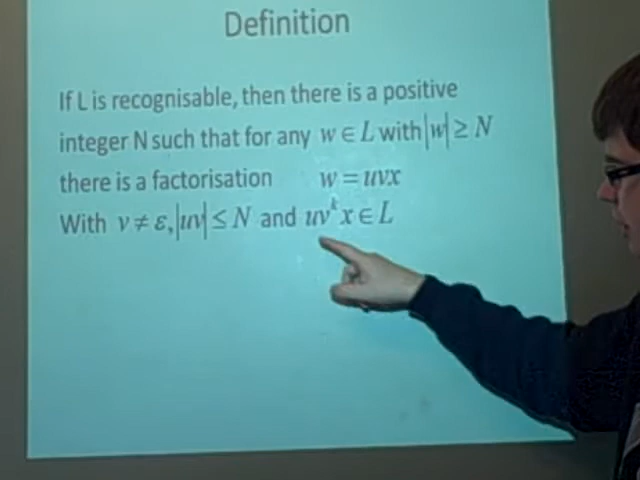 Definition
If L is recognisable, then there is a positive
integer N such that for any w ∈ L with |w| ≥ N
there is a factorisation w = uvx
With v ≠ ε, |uv| ≤ N and uvᵏx ∈ L